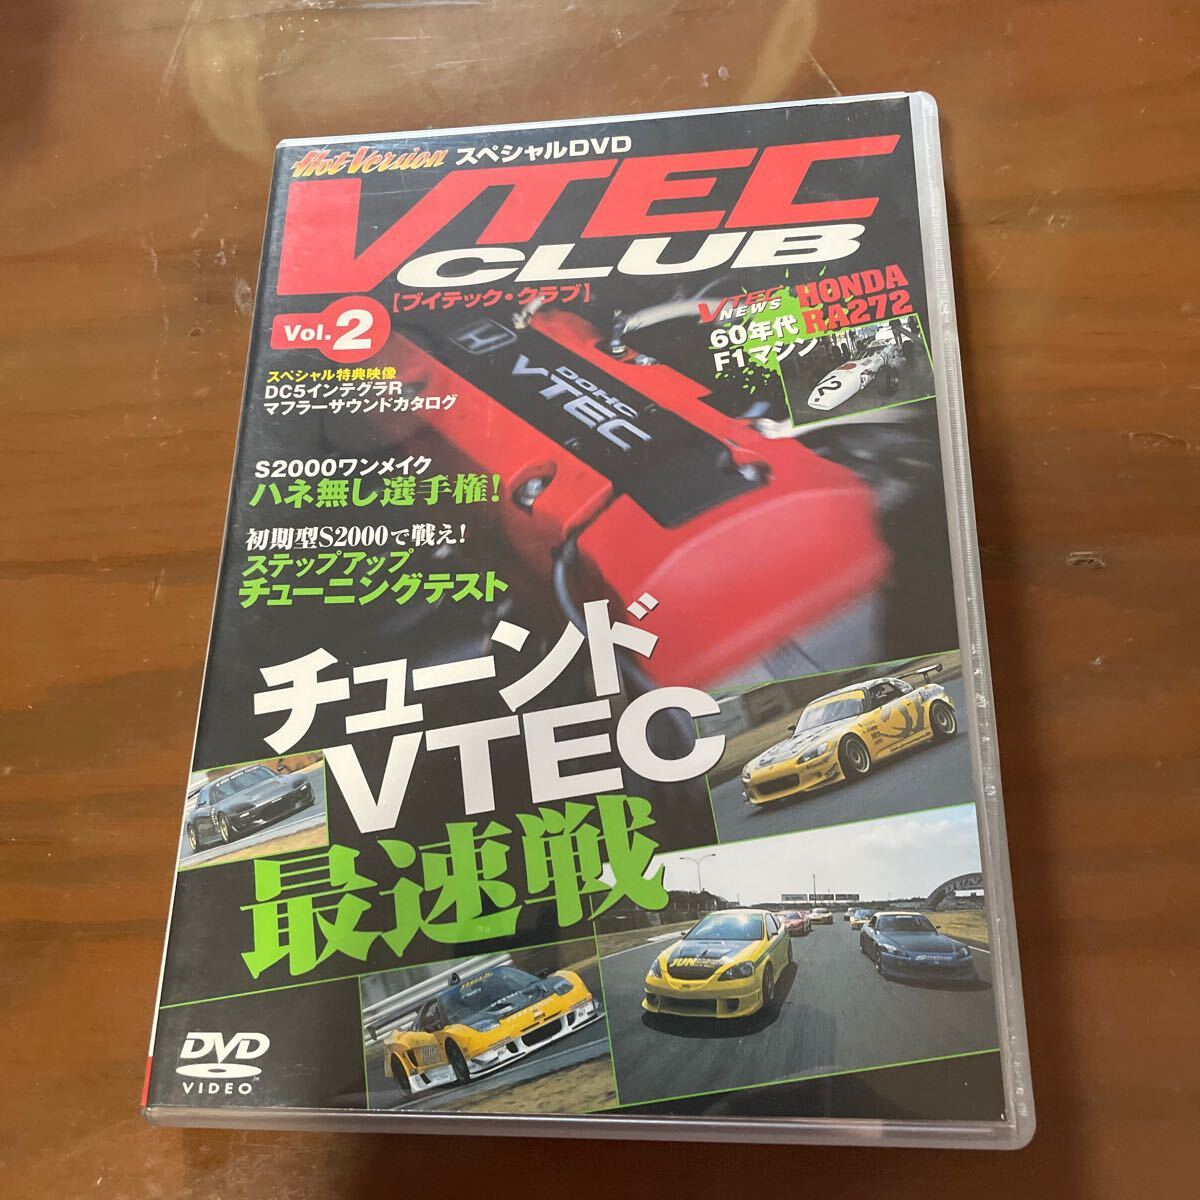 Hot-Version スペシャルDVD
VTEC
CLUB
【ブイテック・クラブ】
Vol.2
VTEC
NEWS
HONDA
RA272
60年代
F1マシン
2
スペシャル特典映像
DC5インテグラR
マフラーサウンドカタログ
DOHC
VTEC
S2000ワンメイク
ハネ無し選手権!
初期型S2000で戦え!
ステップアップ
チューニングテスト
チューンド
VTEC
最速戦
JUN
DVD
VIDEO